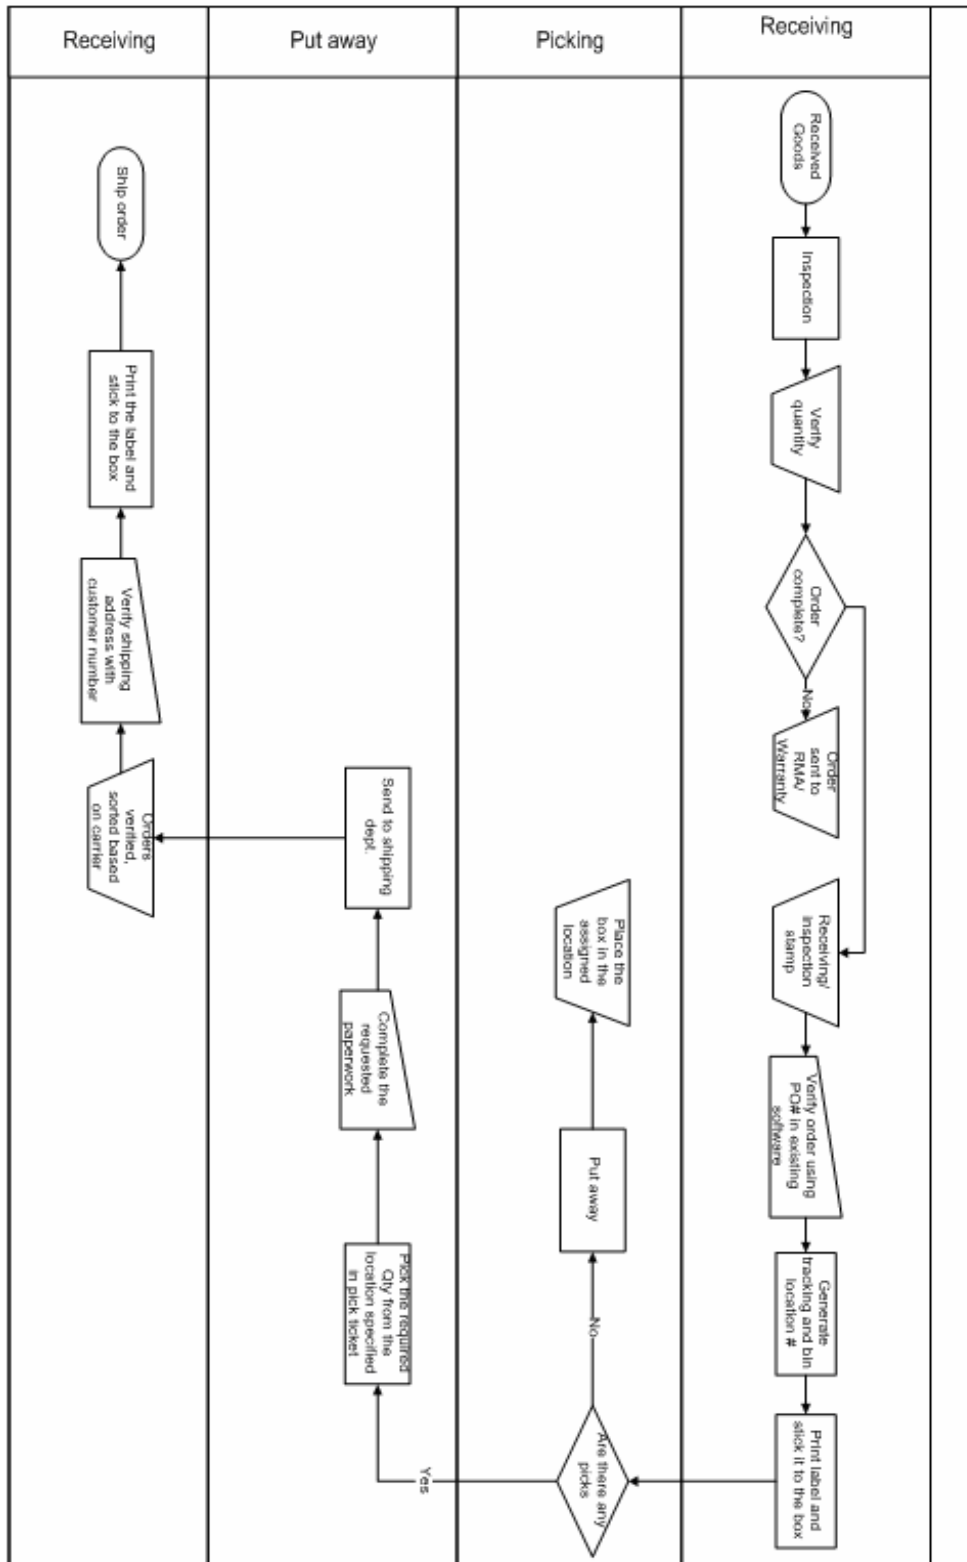 Receiving
Put away
Picking
Receiving
Received
Goods
Inspection
Verify
quantity
Order
complete?
No
Order
sent to
RMA/
Warranty
Receiving/
Inspection
stamp
Verify order using
PO# in existing
software
Generate
tracking and bin
location #
Print label and
stick it to the box
Are there any
picks
No
Put away
Place the
box in the
assigned
location
Yes
Pick the required
Qty from the
location specified
in pick ticket
Complete the
requested
paperwork
Send to shipping
dept.
Orders
verified,
sorted based
on carrier
Verify shipping
address with
customer number
Print the label and
stick to the box
Ship order